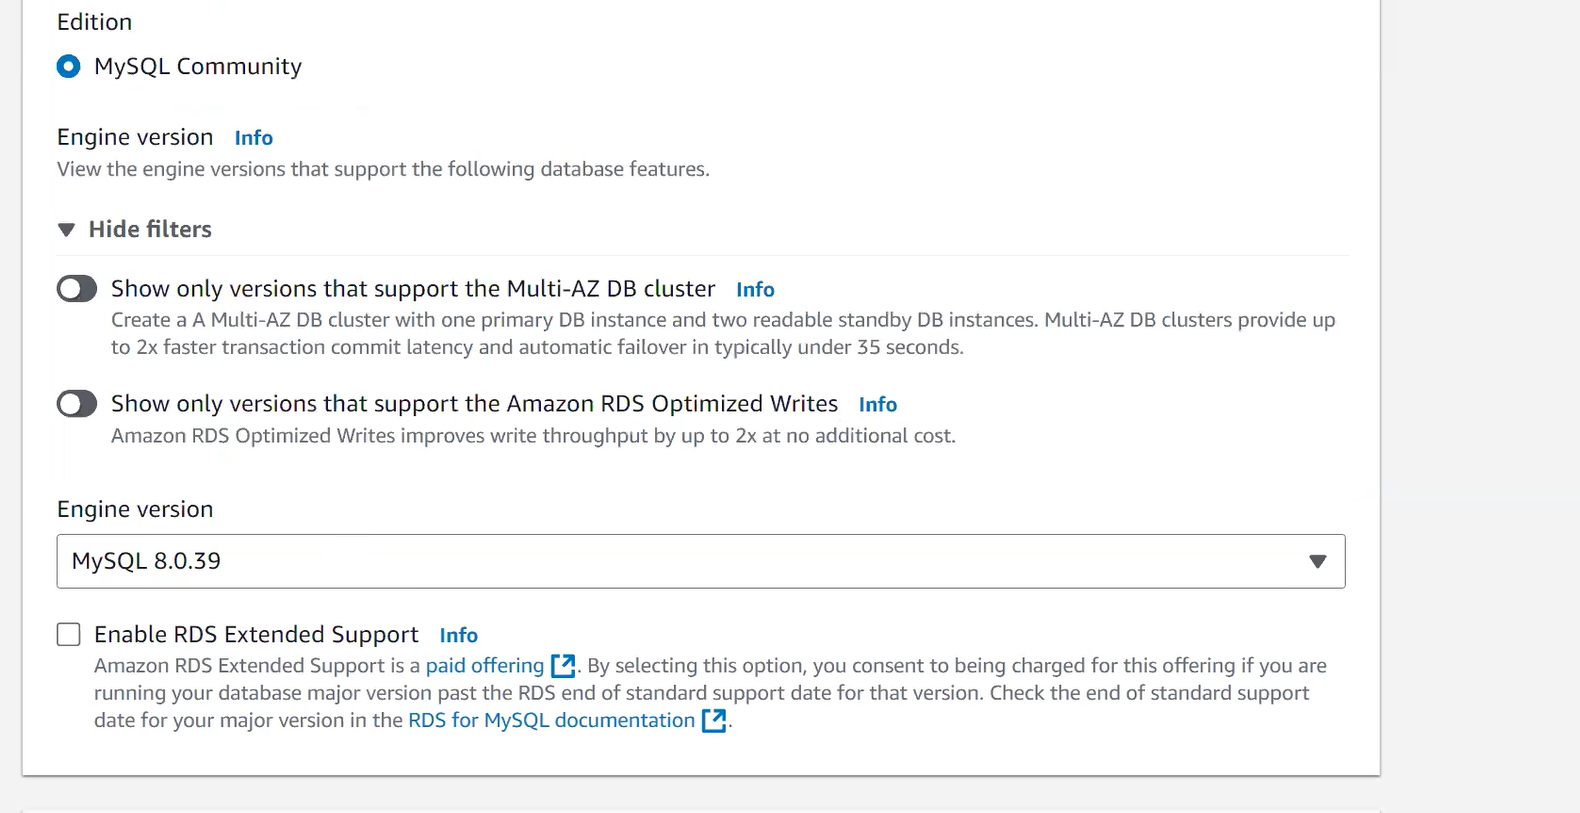 Edition
MySQL Community
Engine version Info
View the engine versions that support the following database features.
Hide filters
Show only versions that support the Multi-AZ DB cluster Info
Create a A Multi-AZ DB cluster with one primary DB instance and two readable standby DB instances. Multi-AZ DB clusters provide up
to 2x faster transaction commit latency and automatic failover in typically under 35 seconds.
Show only versions that support the Amazon RDS Optimized Writes Info
Amazon RDS Optimized Writes improves write throughput by up to 2x at no additional cost.
Engine version
MySQL 8.0.39
Enable RDS Extended Support Info
Amazon RDS Extended Support is a paid offering. By selecting this option, you consent to being charged for this offering if you are
running your database major version past the RDS end of standard support date for that version. Check the end of standard support
date for your major version in the RDS for MySQL documentation.